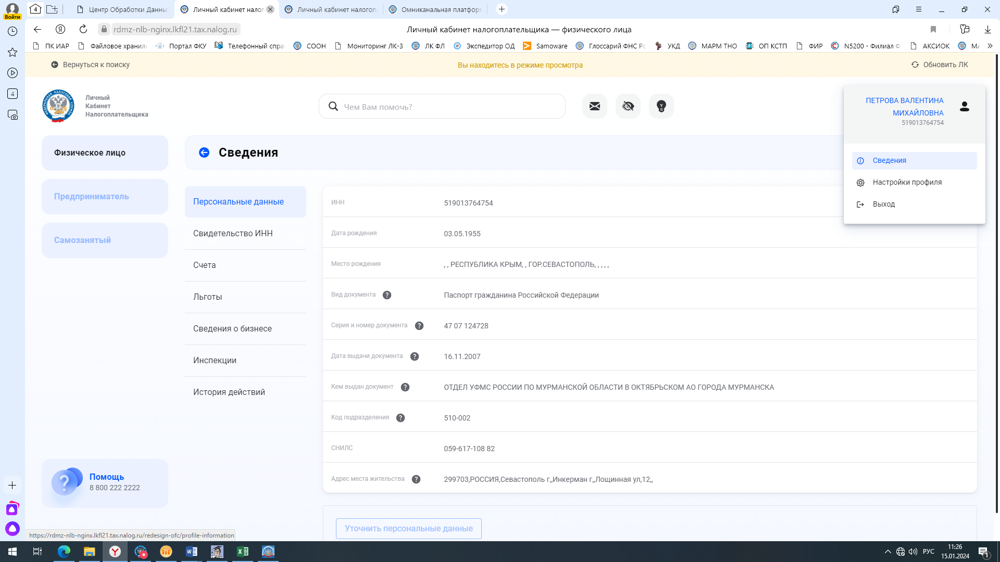 Войти
Центр Обработки Данны
Личный кабинет налог
Личный кабинет налогоп
Омниканальная платфор
rdmz-nlb-nginx.lkfl21.tax.nalog.ru
Личный кабинет налогоплательщика — физического лица
ПК ИАР
Файловое хранили
Портал ФКУ
Телефонный спра
СООН
Мониторинг ЛК-3
ЛК ФЛ
Экспедитор ОД
Samoware
Глоссарий ФНС Ро
УКД
МАРМ ТНО
ОП КСТП
ФИР
N5200 - Филиал Ф
АКСИОК
4
Вернуться к поиску
Вы находитесь в режиме просмотра
Обновить ЛК
Личный
Кабинет
Налогоплательщика
Чем Вам помочь?
ПЕТРОВА ВАЛЕНТИНА
МИХАЙЛОВНА
519013764754
Сведения
Настройки профиля
Выход
Физическое лицо
Предприниматель
Самозанятый
Сведения
Персональные данные
Свидетельство ИНН
Счета
Льготы
Сведения о бизнесе
Инспекции
История действий
ИНН 519013764754
Дата рождения 03.05.1955
Место рождения , , РЕСПУБЛИКА КРЫМ, , ГОР.СЕВАСТОПОЛЬ, , , , ,
Вид документа ? Паспорт гражданина Российской Федерации
Серия и номер документа ? 47 07 124728
Дата выдачи документа ? 16.11.2007
Кем выдан документ ? ОТДЕЛ УФМС РОССИИ ПО МУРМАНСКОЙ ОБЛАСТИ В ОКТЯБРЬСКОМ АО ГОРОДА МУРМАНСКА
Код подразделения ? 510-002
СНИЛС 059-617-108 82
Адрес места жительства ? 299703,РОССИЯ,Севастополь г,,Инкерман г,,Лощинная ул,12,,
Уточнить персональные данные
Помощь
8 800 222 2222
https://rdmz-nlb-nginx.lkfl21.tax.nalog.ru/redesign-ofc/profile-information
РУС
11:26
15.01.2024
1